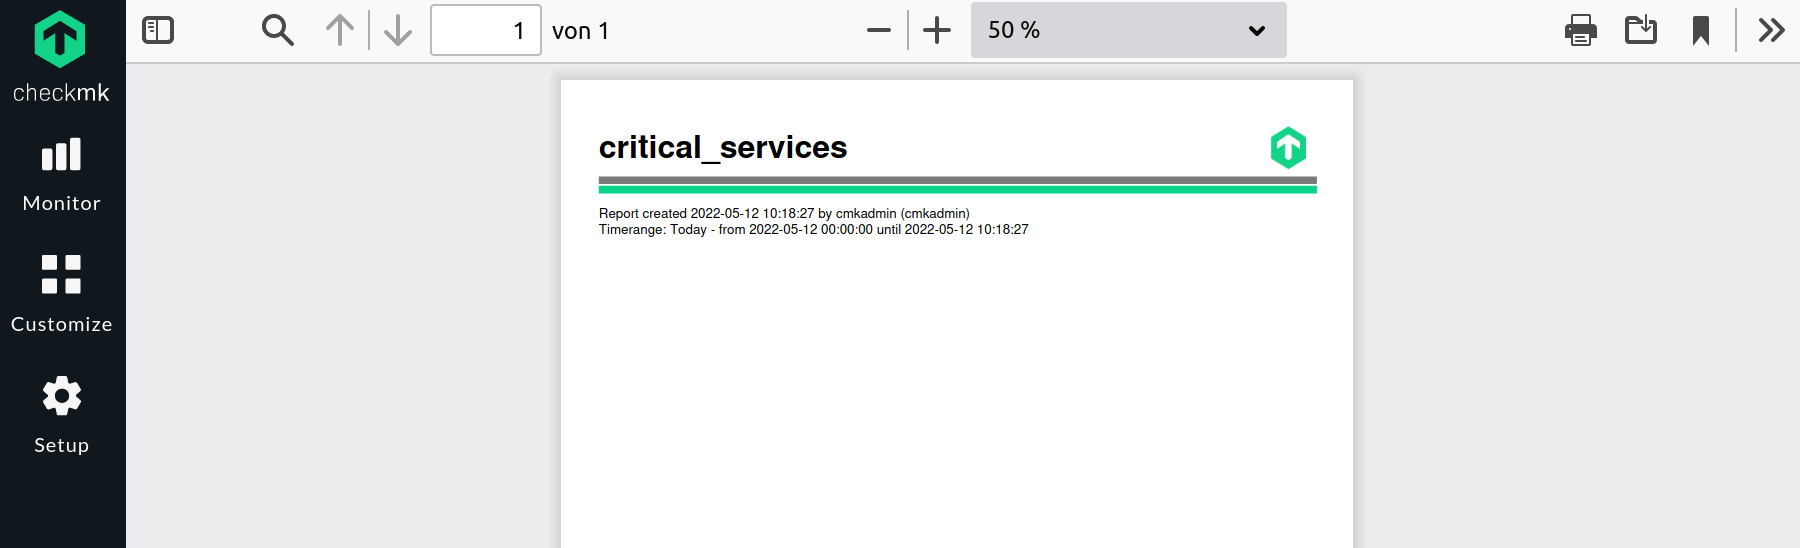 checkmk
Monitor
Customize
Setup
1 von 1
50 %
critical_services
Report created 2022-05-12 10:18:27 by cmkadmin (cmkadmin)
Timerange: Today - from 2022-05-12 00:00:00 until 2022-05-12 10:18:27